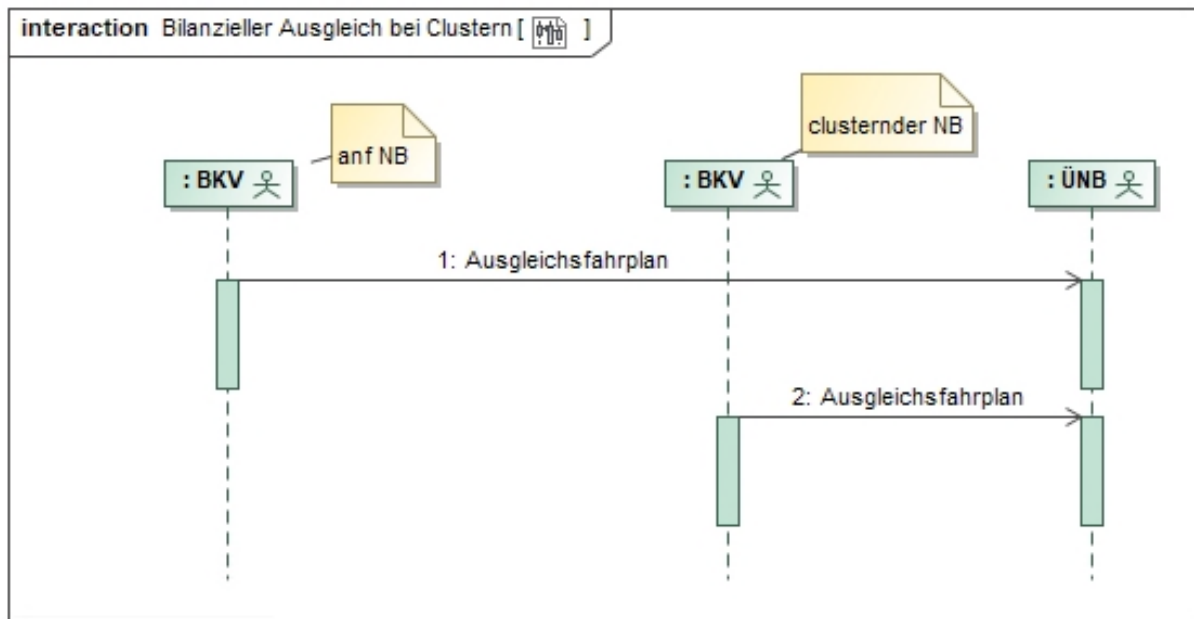 interaction Bilanzieller Ausgleich bei Clustern [ ]
clusternder NB
anf NB
: BKV
: BKV
: ÜNB
1: Ausgleichsfahrplan
2: Ausgleichsfahrplan